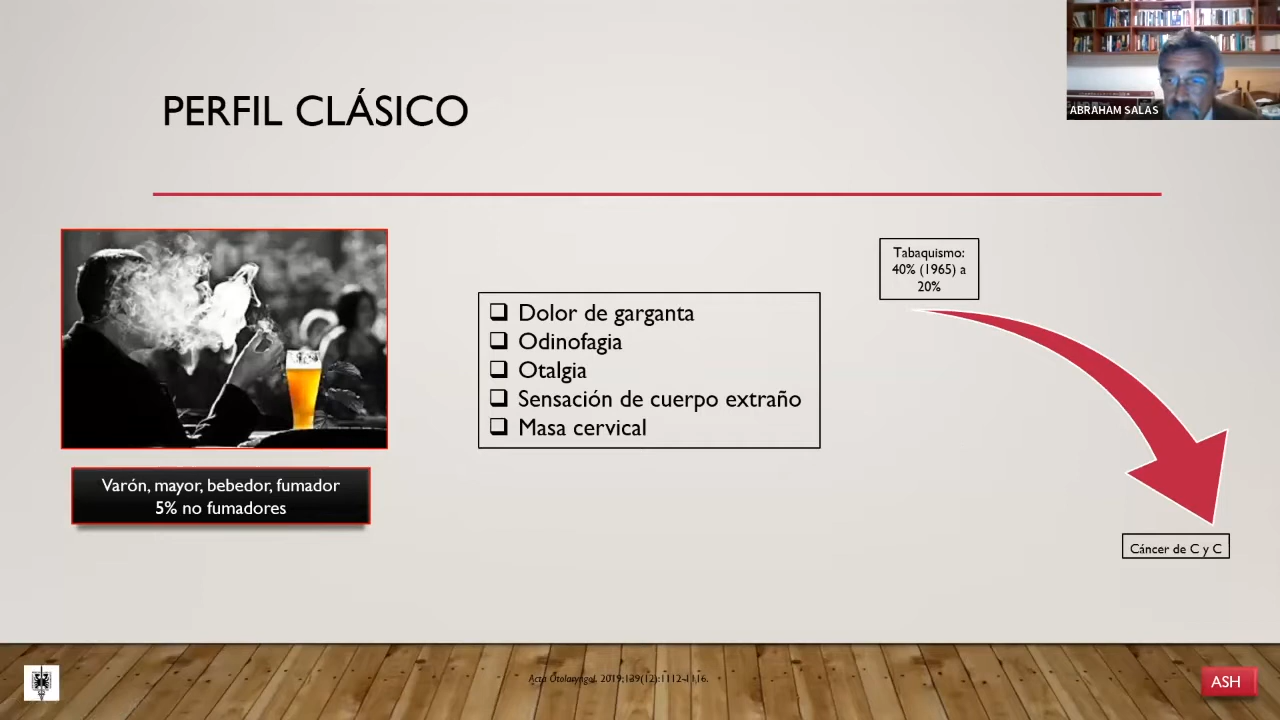 PERFIL CLÁSICO
ABRAHAM SALAS
Tabaquismo:
40% (1965) a
20%
❑ Dolor de garganta
❑ Odinofagia
❑ Otalgia
❑ Sensación de cuerpo extraño
❑ Masa cervical
Varón, mayor, bebedor, fumador
5% no fumadores
Cáncer de C y C
Acta Otolaryngol. 2019;139(12):1112-1116.
ASH